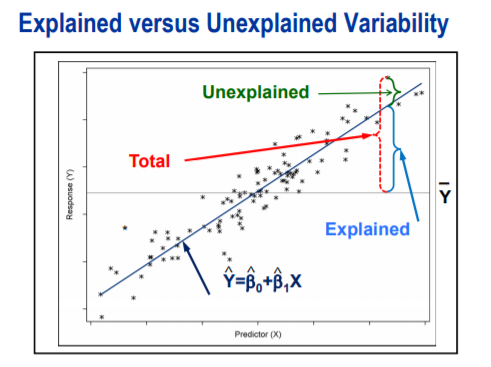 Explained versus Unexplained Variability
Unexplained
Total
Response (Y)
Y̅
Explained
Ŷ=β̂₀+β̂₁X
Predictor (X)